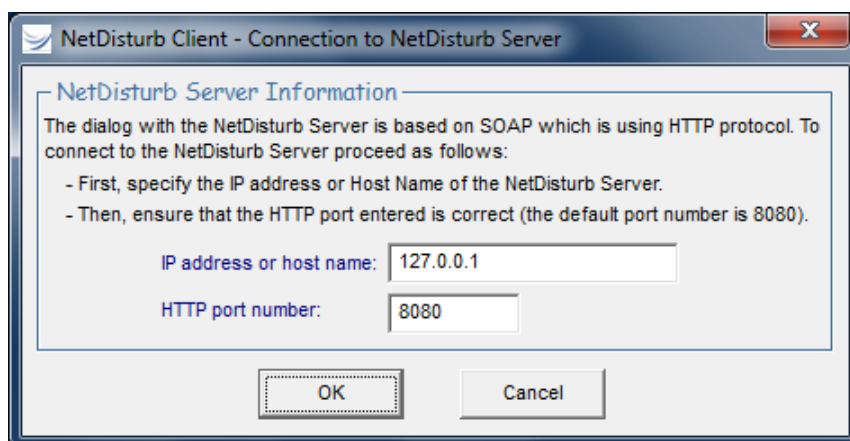 NetDisturb Client - Connection to NetDisturb Server
NetDisturb Server Information
The dialog with the NetDisturb Server is based on SOAP which is using HTTP protocol. To
connect to the NetDisturb Server proceed as follows:
- First, specify the IP address or Host Name of the NetDisturb Server.
- Then, ensure that the HTTP port entered is correct (the default port number is 8080).
IP address or host name: 127.0.0.1
HTTP port number: 8080
OK Cancel